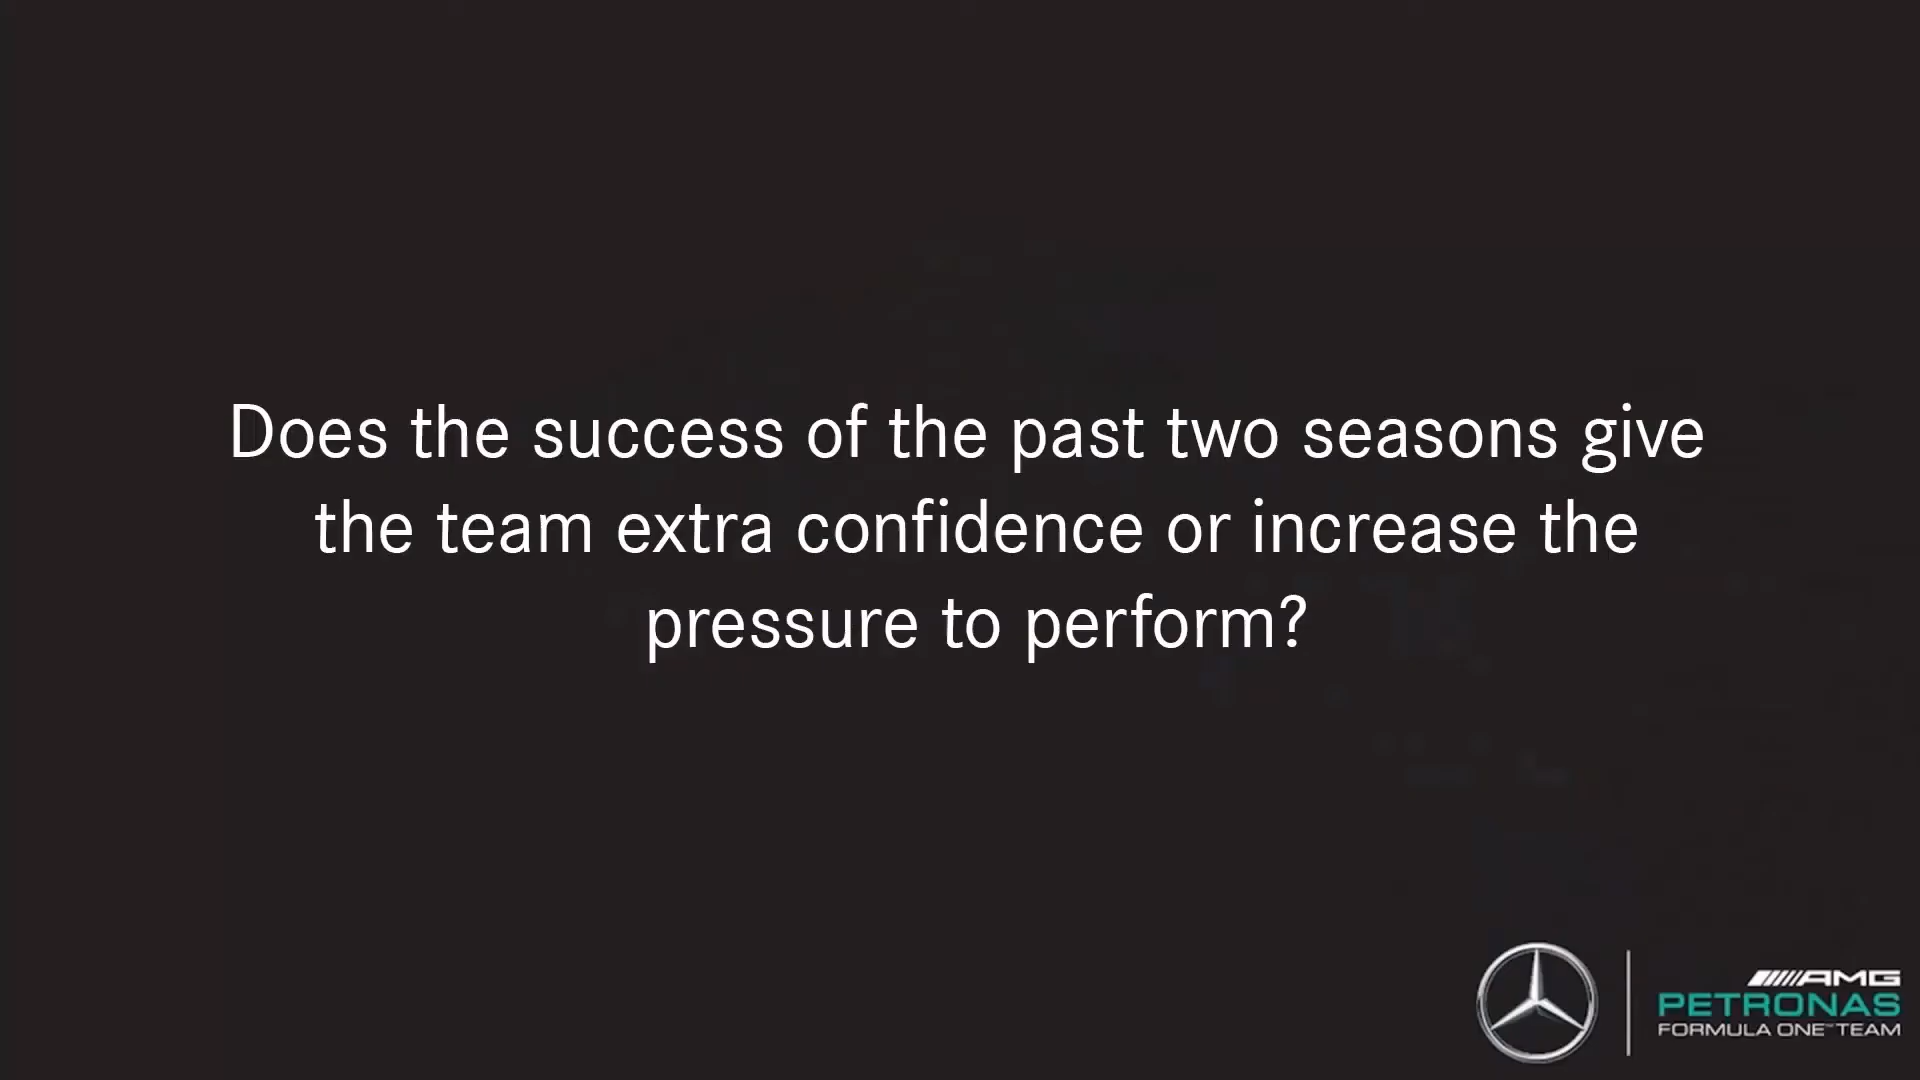 Does the success of the past two seasons give
the team extra confidence or increase the
pressure to perform?
AMG
PETRONAS
FORMULA ONE™ TEAM